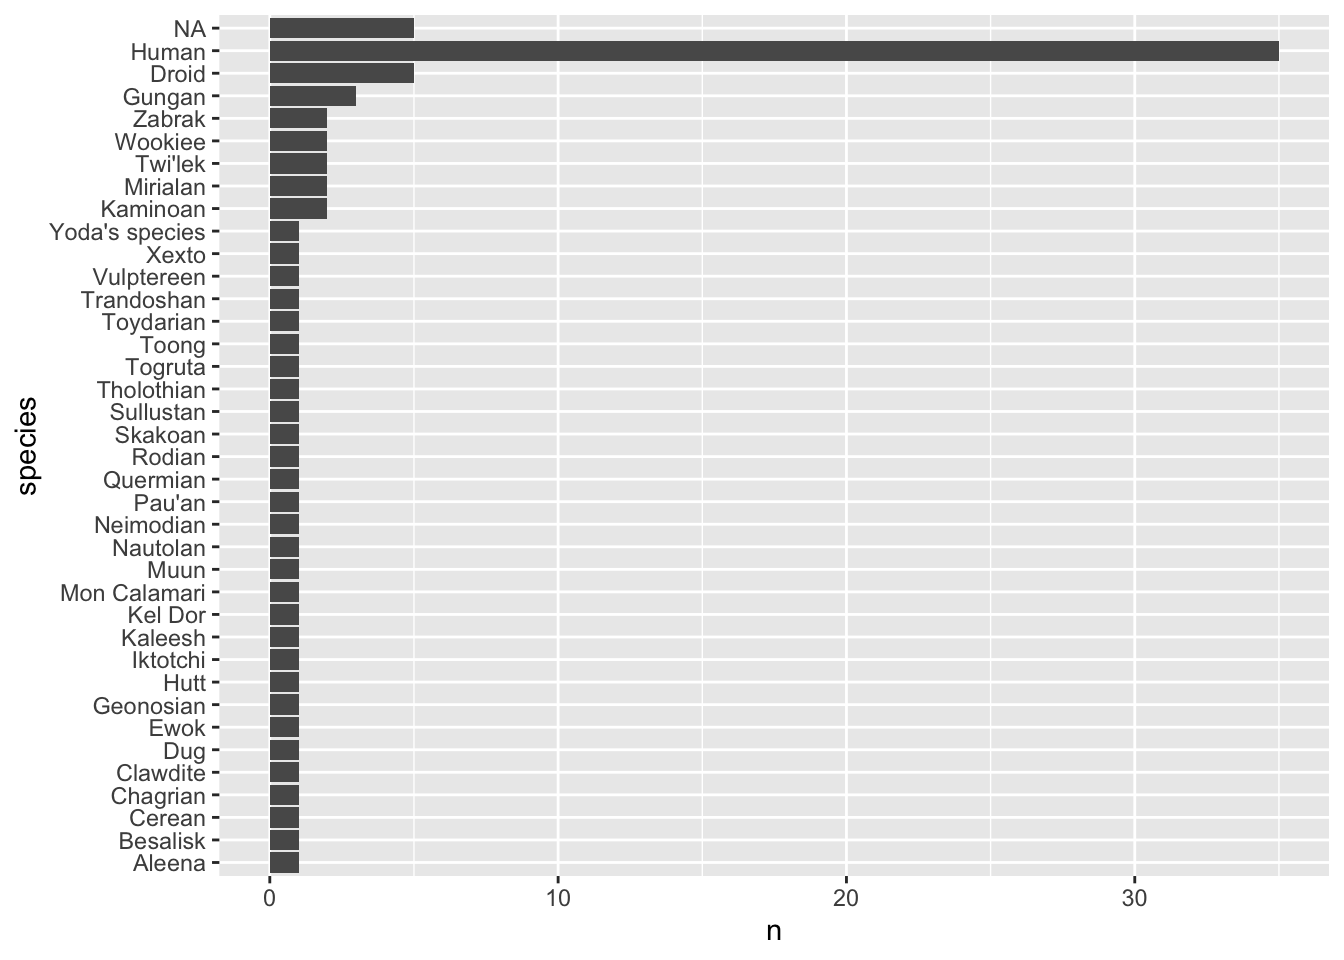 NA
Human
Droid
Gungan
Zabrak
Wookiee
Twi'lek
Mirialan
Kaminoan
Yoda's species
Xexto
Vulptereen
Trandoshan
Toydarian
Toong
Togruta
Tholothian
Sullustan
Skakoan
Rodian
Quermian
Pau'an
Neimodian
Nautolan
Muun
Mon Calamari
Kel Dor
Kaleesh
Iktotchi
Hutt
Geonosian
Ewok
Dug
Clawdite
Chagrian
Cerean
Besalisk
Aleena
species
0 10 20 30
n